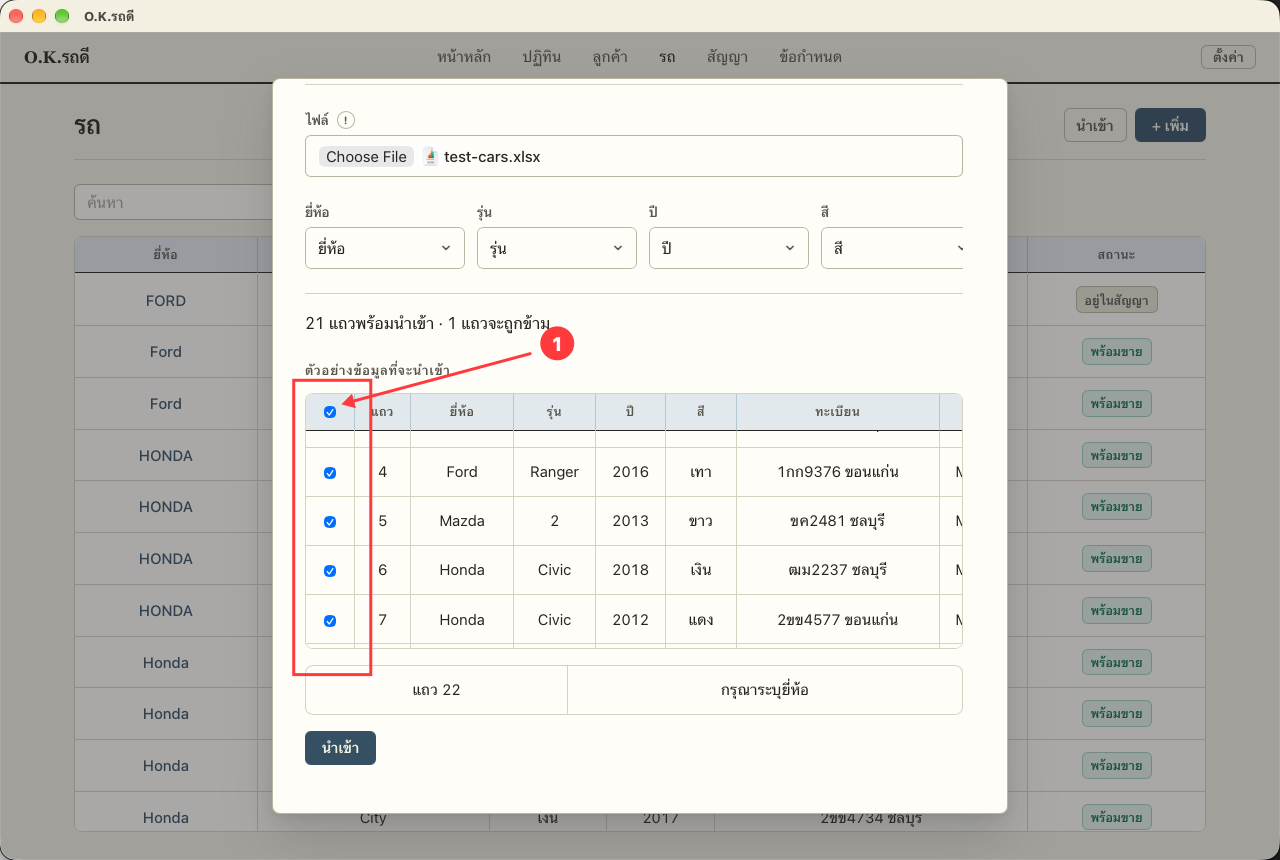 O.K.รถดี
O.K.รถดี หน้าหลัก ปฏิทิน ลูกค้า รถ สัญญา ข้อกำหนด ตั้งค่า
รถ นำเข้า + เพิ่ม
ค้นหา
ยี่ห้อ สถานะ
FORD อยู่ในสัญญา
Ford พร้อมขาย
Ford พร้อมขาย
HONDA พร้อมขาย
HONDA พร้อมขาย
HONDA พร้อมขาย
HONDA พร้อมขาย
Honda พร้อมขาย
Honda พร้อมขาย
Honda พร้อมขาย
Honda City เงิน 2017 2ขข4734 ชลบุรี พร้อมขาย
ไฟล์ !
Choose File test-cars.xlsx
ยี่ห้อ รุ่น ปี สี
ยี่ห้อ รุ่น ปี สี
21 แถวพร้อมนำเข้า · 1 แถวจะถูกข้าม
1
ตัวอย่างข้อมูลที่จะนำเข้า
แถว ยี่ห้อ รุ่น ปี สี ทะเบียน
4 Ford Ranger 2016 เทา 1กก9376 ขอนแก่น
5 Mazda 2 2013 ขาว ขค2481 ชลบุรี
6 Honda Civic 2018 เงิน ฒม2237 ชลบุรี
7 Honda Civic 2012 แดง 2ขข4577 ขอนแก่น
แถว 22 กรุณาระบุยี่ห้อ
นำเข้า